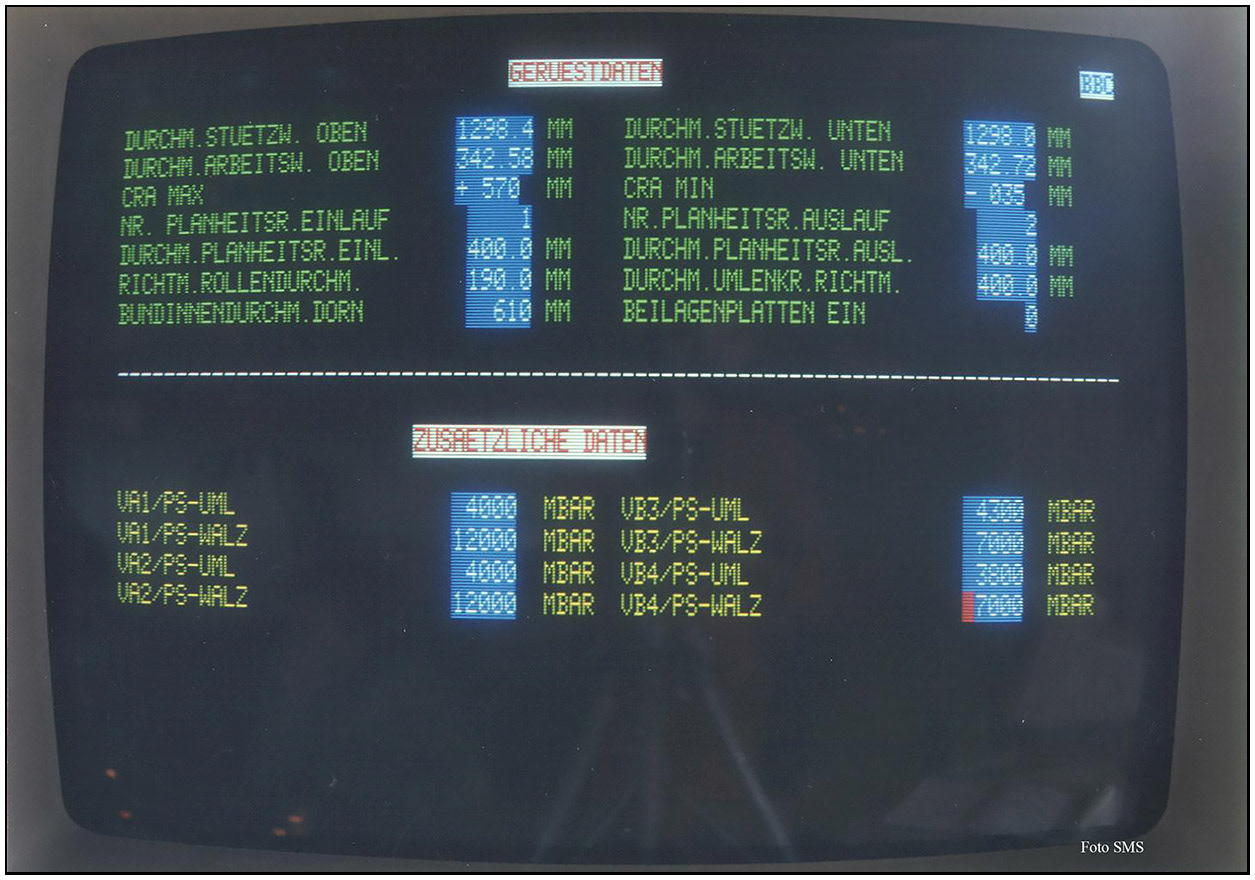 GERUESTDATEN
BBC
DURCHM.STUETZW. OBEN 1298.4 MM DURCHM.STUETZW. UNTEN 1298.0 MM
DURCHM.ARBEITSW. OBEN 342.58 MM DURCHM.ARBEITSW. UNTEN 342.72 MM
CRA MAX + 570 MM CRA MIN - 035 MM
NR. PLANHEITSR.EINLAUF 1 NR.PLANHEITSR.AUSLAUF 2
DURCHM.PLANHEITSR.EINL. 400.0 MM DURCHM.PLANHEITSR.AUSL. 400.0 MM
RICHTM.ROLLENDURCHM. 190.0 MM DURCHM.UMLENKR.RICHTM. 400.0 MM
BUNDINNENDURCHM.DORN 610 MM BEILAGENPLATTEN EIN 0
ZUSAETZLICHE DATEN
VA1/PS-UML 4000 MBAR VB3/PS-UML 4300 MBAR
VA1/PS-WALZ 12000 MBAR VB3/PS-WALZ 7000 MBAR
VA2/PS-UML 4000 MBAR VB4/PS-UML 3800 MBAR
VA2/PS-WALZ 12000 MBAR VB4/PS-WALZ 7000 MBAR
Foto SMS